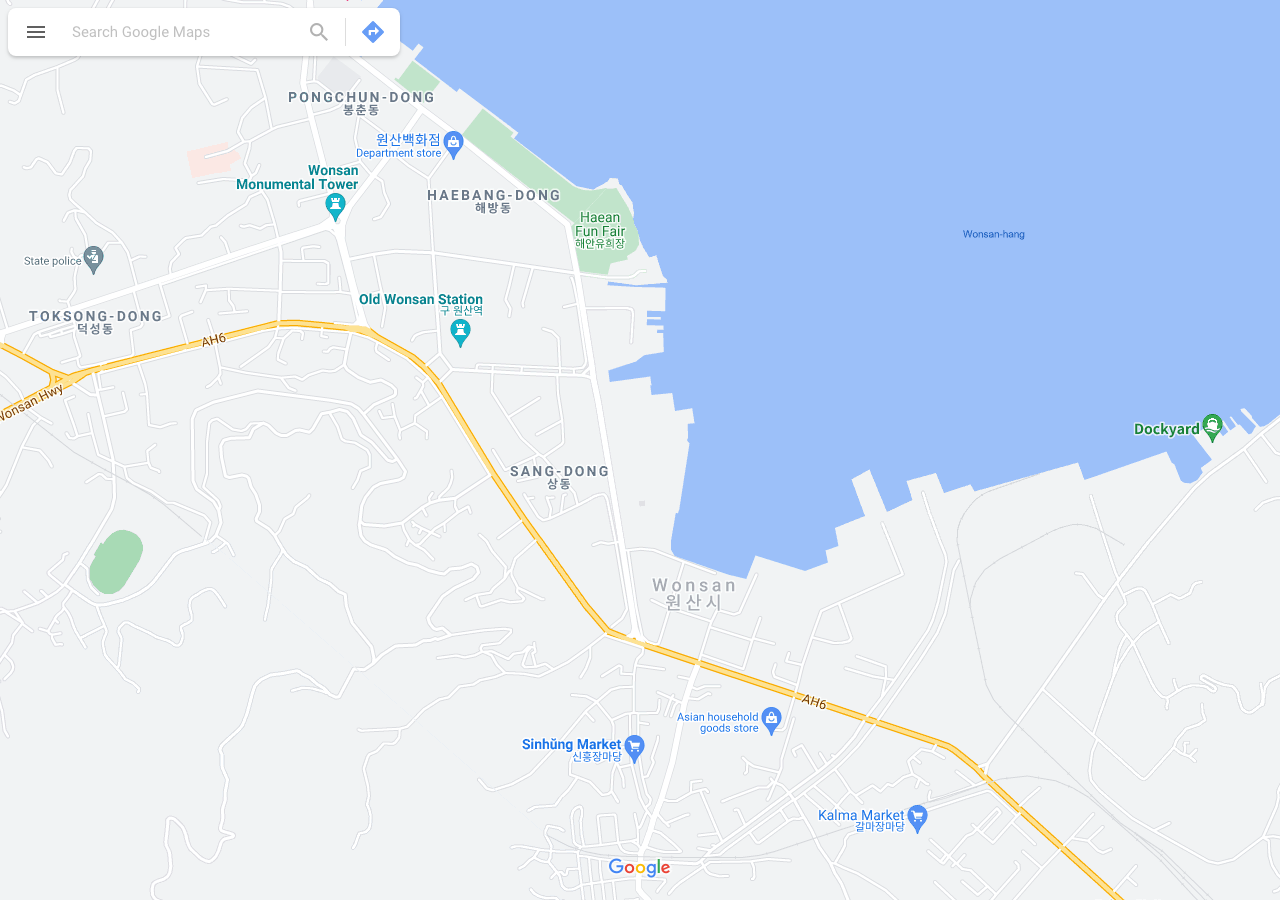 Search Google Maps
PONGCHUN-DONG
봉춘동
원산백화점
Department store
Wonsan
Monumental Tower
HAEBANG-DONG
해방동
Haean
Fun Fair
해안유희장
Wonsan-hang
State police
Old Wonsan Station
구 원산역
TOKSONG-DONG
덕성동
AH6
Wonsan Hwy
Dockyard
SANG-DONG
상동
Wonsan
원산시
AH6
Asian household
goods store
Sinhŭng Market
신흥장마당
Kalma Market
갈마장마당
Google